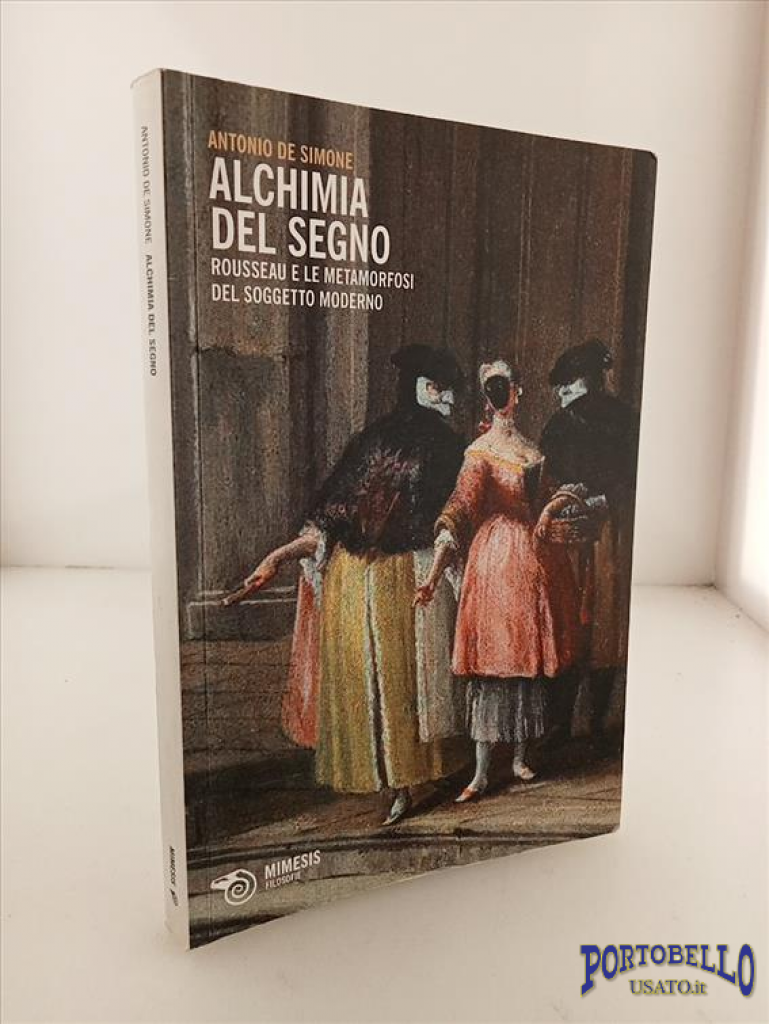 ANTONIO DE SIMONE
ALCHIMIA
DEL SEGNO
ROUSSEAU E LE METAMORFOSI
DEL SOGGETTO MODERNO
MIMESIS
FILOSOFIE
ANTONIO DE SIMONE ALCHIMIA DEL SEGNO
MIMESIS
PORTOBELLO
USATO.it